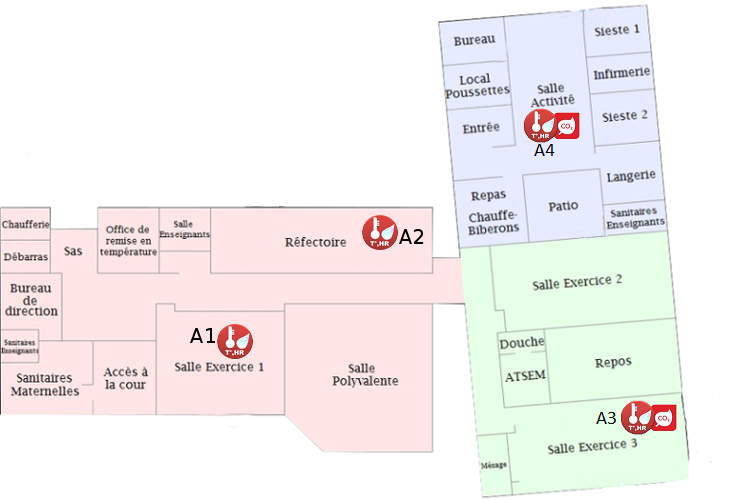 Bureau
Sieste 1
Local
Poussettes
Salle
Activité
Infirmerie
Entrée
T°,HR
CO₂
A4
Sieste 2
Repas
Chauffe-
Biberons
Patio
Langerie
Sanitaires
Enseignants
Chaufferie
Débarras
Sas
Office de
remise en
température
Salle
Enseignants
Réfectoire
T°,HR
A2
Bureau
de
direction
Sanitaires
Enseignants
Sanitaires
Maternelles
Accès à
la cour
A1
T°,HR
Salle Exercice 1
Salle
Polyvalente
Salle Exercice 2
Douche
ATSEM
Repos
A3
T°,HR
CO₂
Salle Exercice 3
Ménage